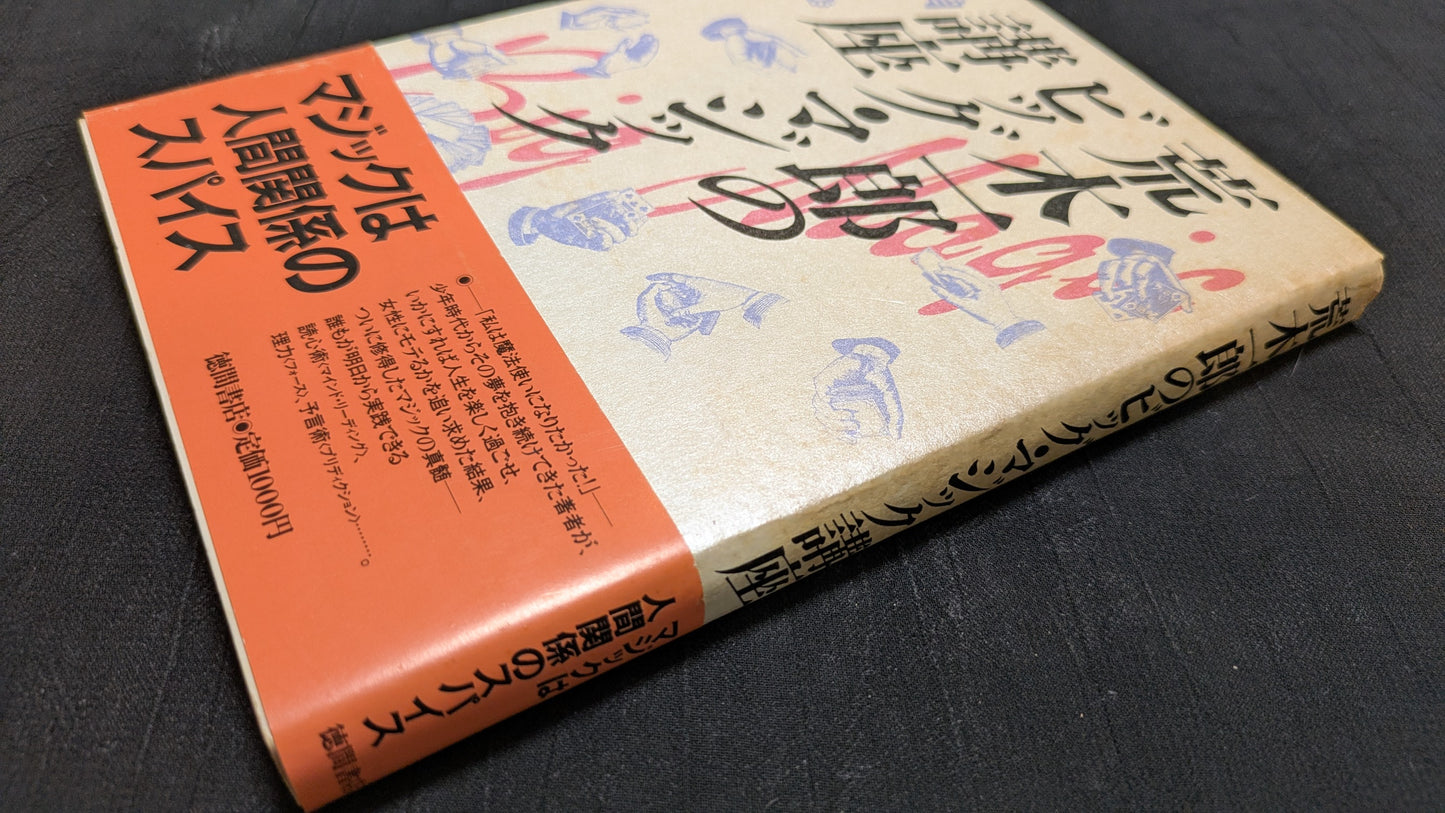 荒木一郎の
ビッグ・マジック
講座
マジックは
人間関係の
スパイス
●——「私は魔法使いになりたかった!」——
少年時代からその夢を抱き続けてきた著者が、
いかにすれば人生を楽しく過ごせ、
女性にモテるかを追い求めた結果、
ついに修得したマジックの真髄——
誰もが明日から実践できる
読心術〈マインド・リーディング〉、
理力〈フォース〉、予言術〈プリディクション〉………。
徳間書店●定価1000円
荒木一郎のビッグ・マジック講座
マジックは
人間関係のスパイス
徳間書